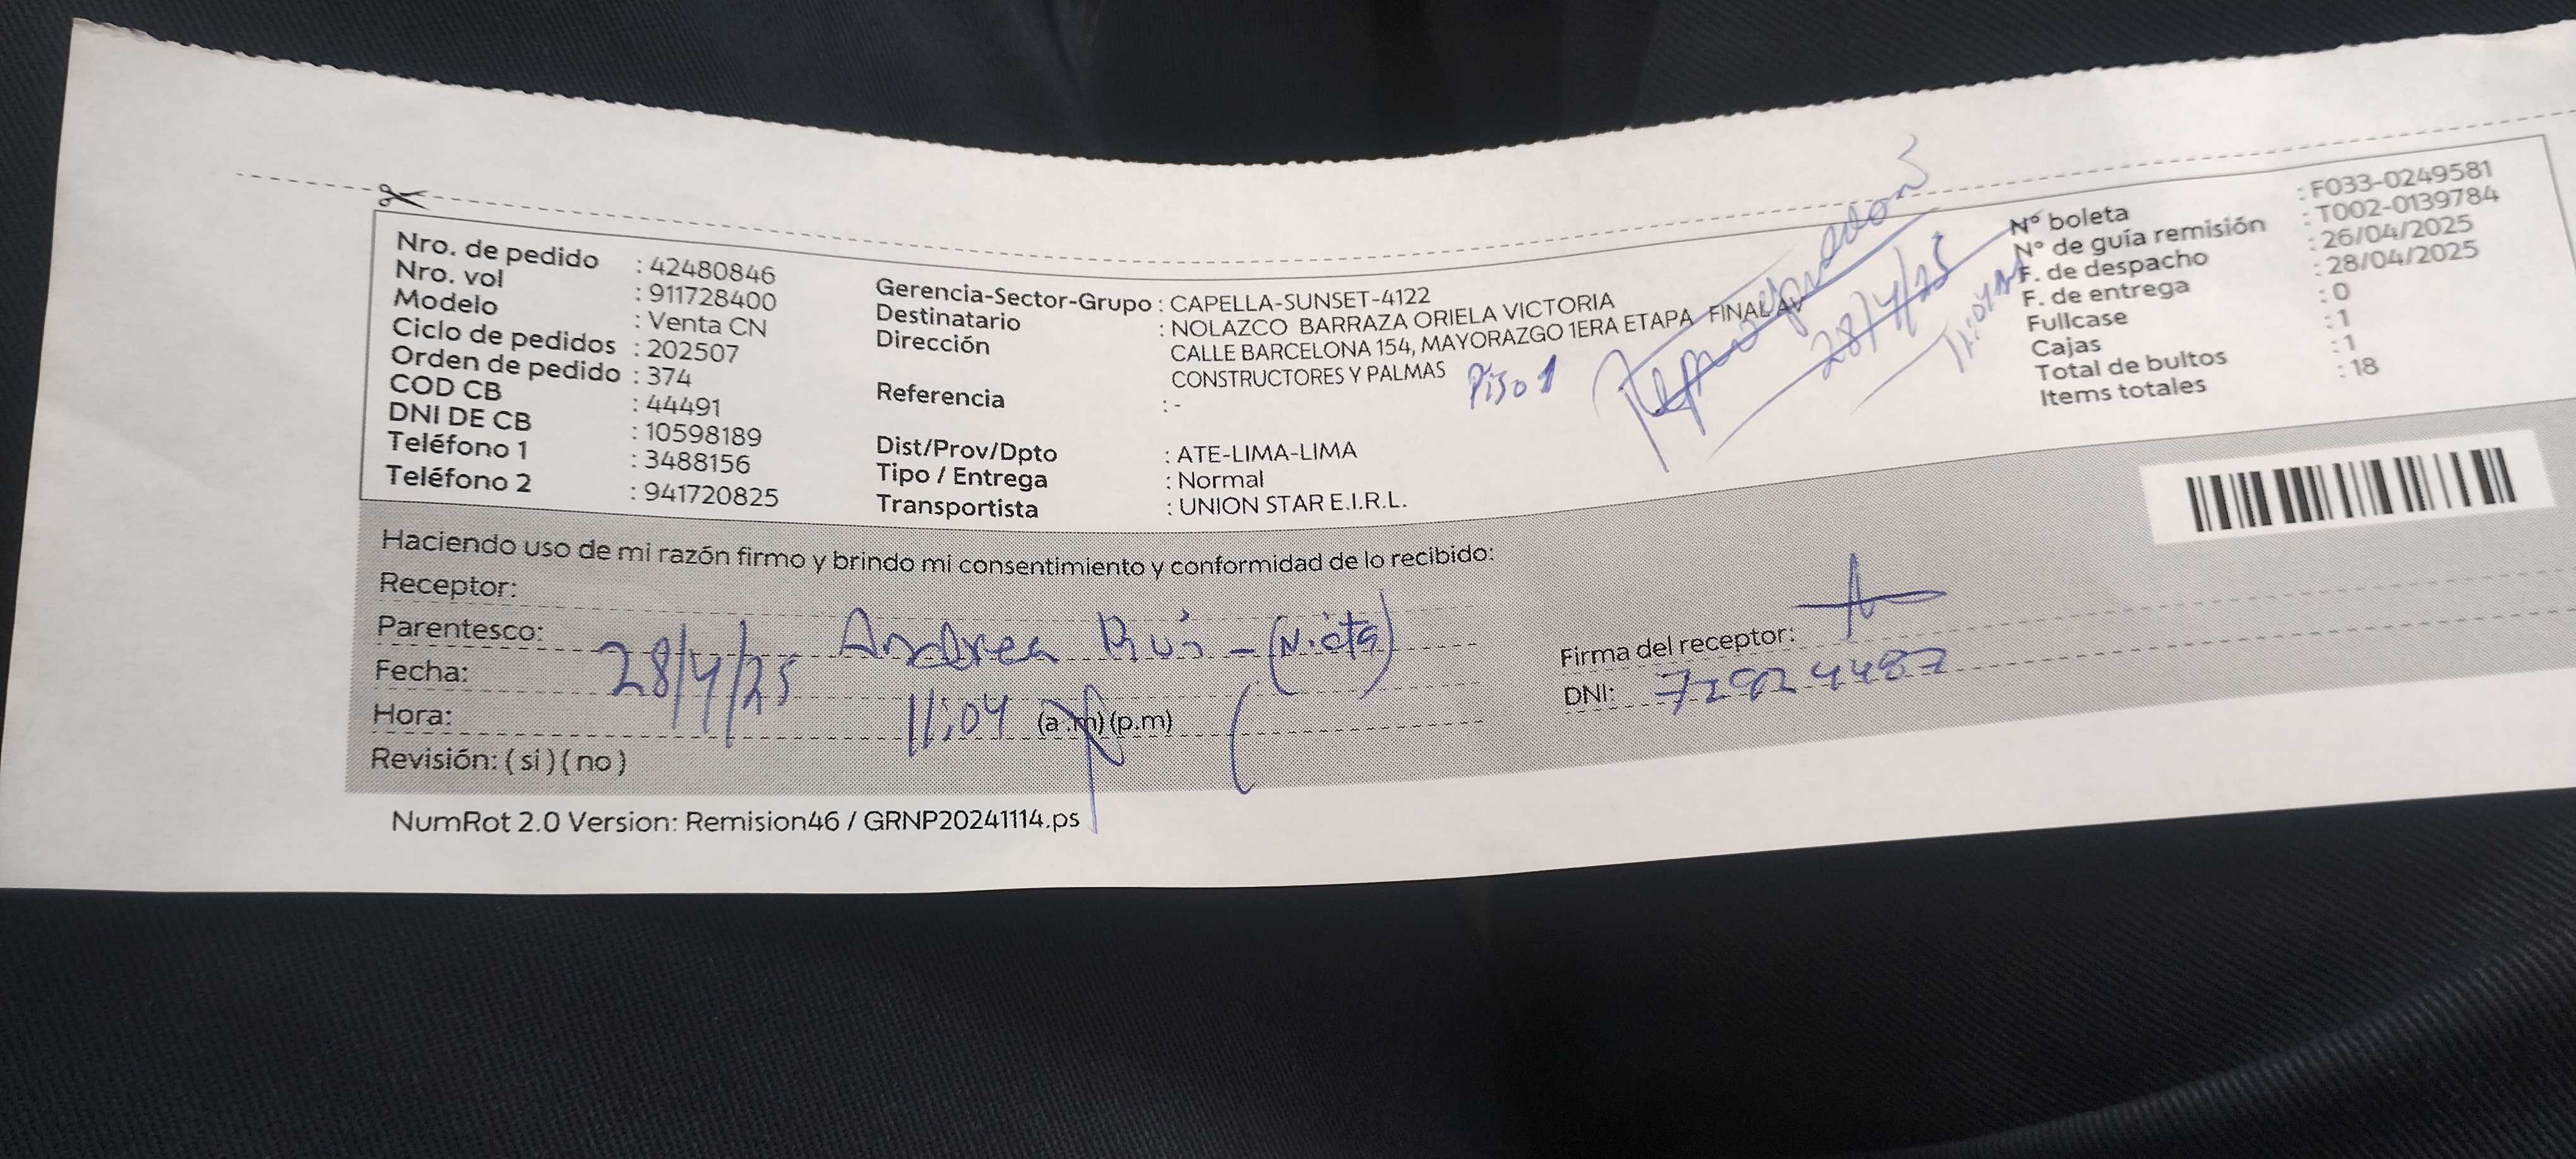 Nro. de pedido : 42480846
Nro. vol : 911728400
Modelo : Venta CN
Ciclo de pedidos : 202507
Orden de pedido : 374
COD CB : 44491
DNI DE CB : 10598189
Teléfono 1 : 3488156
Teléfono 2 : 941720825
Gerencia-Sector-Grupo : CAPELLA-SUNSET-4122
Destinatario : NOLAZCO BARRAZA ORIELA VICTORIA
Dirección CALLE BARCELONA 154, MAYORAZGO 1ERA ETAPA FINAL AV
CONSTRUCTORES Y PALMAS
Piso 1
Referencia : -
Dist/Prov/Dpto : ATE-LIMA-LIMA
Tipo / Entrega : Normal
Transportista : UNION STAR E.I.R.L.
28/4/25
N° boleta : F033-0249581
N° de guía remisión : T002-0139784
F. de despacho : 26/04/2025
F. de entrega : 28/04/2025
Fullcase : 0
Cajas : 1
Total de bultos : 1
Items totales : 18
Haciendo uso de mi razón firmo y brindo mi consentimiento y conformidad de lo recibido:
Receptor:
Parentesco: Andrea - (Nieta)
Fecha: 28/4/25
Hora: 11:04 (a.m) (p.m)
Revisión: ( si ) ( no )
Firma del receptor:
DNI: 72924487
NumRot 2.0 Version: Remision46 / GRNP20241114.ps